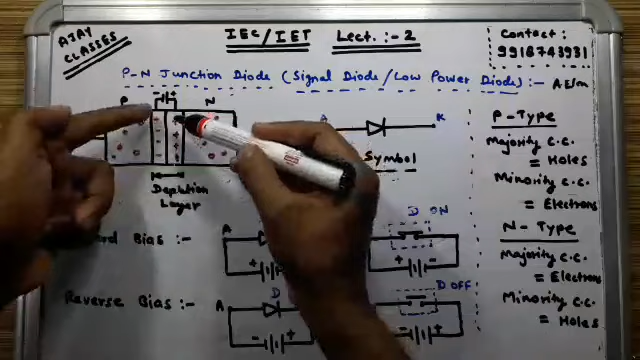 AJAY CLASSES
IEC/IET Lect. :- 2
Contact:
9918743931
P-N Junction Diode (Signal Diode/Low Power Diode) :-
P
- +
N
A
K
Symbol
Depletion
Layer
P-Type
Majority C.C.
= Holes
Minority C.C.
= Electrons
N-Type
Majority C.C.
= Electrons
Minority C.C.
= Holes
Bias :-
A
D ON
+ -
Reverse Bias :-
A
D
D OFF
- +
- +